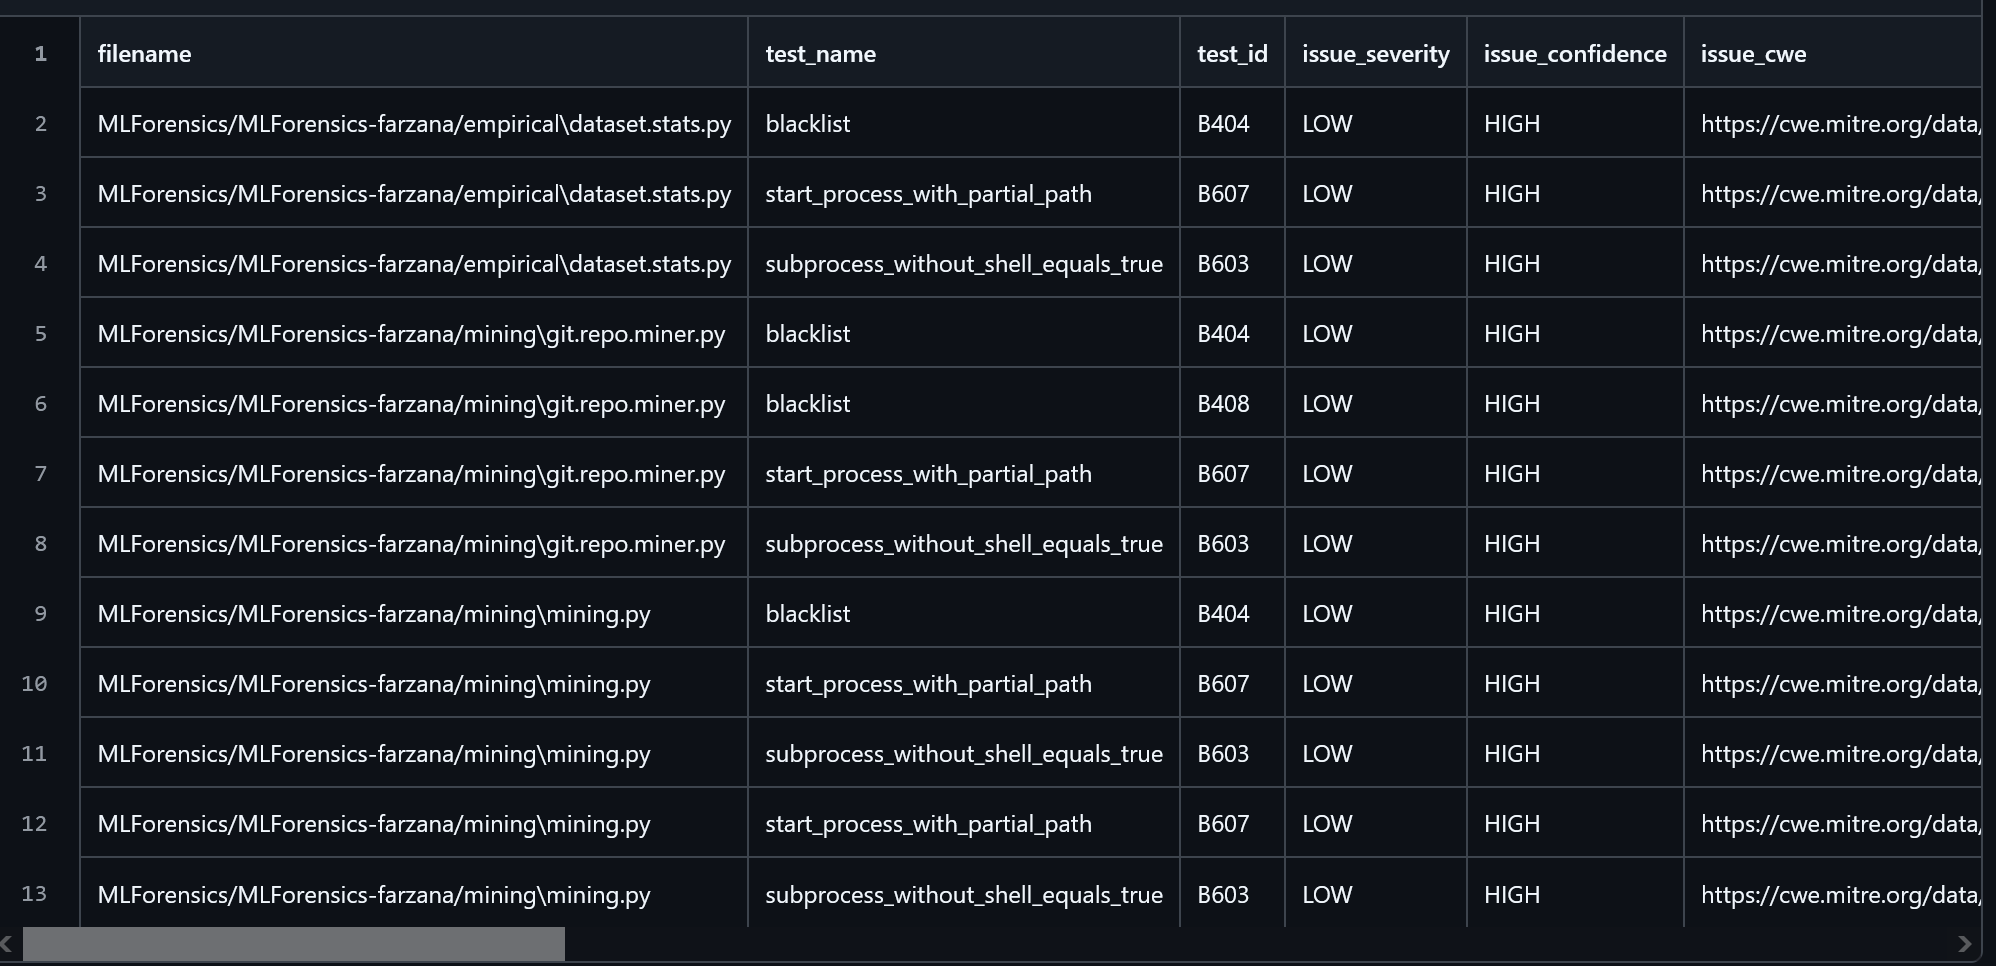 1 filename test_name test_id issue_severity issue_confidence issue_cwe
2 MLForensics/MLForensics-farzana/empirical\dataset.stats.py blacklist B404 LOW HIGH https://cwe.mitre.org/data/
3 MLForensics/MLForensics-farzana/empirical\dataset.stats.py start_process_with_partial_path B607 LOW HIGH https://cwe.mitre.org/data/
4 MLForensics/MLForensics-farzana/empirical\dataset.stats.py subprocess_without_shell_equals_true B603 LOW HIGH https://cwe.mitre.org/data/
5 MLForensics/MLForensics-farzana/mining\git.repo.miner.py blacklist B404 LOW HIGH https://cwe.mitre.org/data/
6 MLForensics/MLForensics-farzana/mining\git.repo.miner.py blacklist B408 LOW HIGH https://cwe.mitre.org/data/
7 MLForensics/MLForensics-farzana/mining\git.repo.miner.py start_process_with_partial_path B607 LOW HIGH https://cwe.mitre.org/data/
8 MLForensics/MLForensics-farzana/mining\git.repo.miner.py subprocess_without_shell_equals_true B603 LOW HIGH https://cwe.mitre.org/data/
9 MLForensics/MLForensics-farzana/mining\mining.py blacklist B404 LOW HIGH https://cwe.mitre.org/data/
10 MLForensics/MLForensics-farzana/mining\mining.py start_process_with_partial_path B607 LOW HIGH https://cwe.mitre.org/data/
11 MLForensics/MLForensics-farzana/mining\mining.py subprocess_without_shell_equals_true B603 LOW HIGH https://cwe.mitre.org/data/
12 MLForensics/MLForensics-farzana/mining\mining.py start_process_with_partial_path B607 LOW HIGH https://cwe.mitre.org/data/
13 MLForensics/MLForensics-farzana/mining\mining.py subprocess_without_shell_equals_true B603 LOW HIGH https://cwe.mitre.org/data/